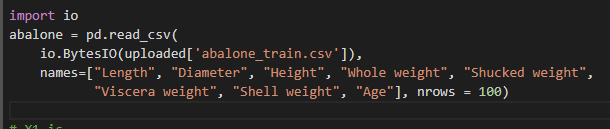 import io
abalone = pd.read_csv(
    io.BytesIO(uploaded['abalone_train.csv']),
    names=["Length", "Diameter", "Height", "Whole weight", "Shucked weight",
           "Viscera weight", "Shell weight", "Age"], nrows = 100)